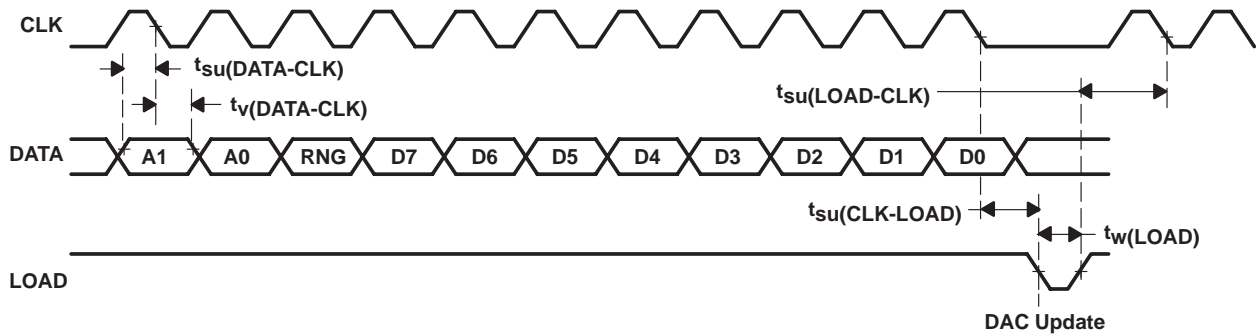 CLK
tsu(DATA-CLK)
tv(DATA-CLK)
tsu(LOAD-CLK)
DATA
A1 A0 RNG D7 D6 D5 D4 D3 D2 D1 D0
tsu(CLK-LOAD)
tw(LOAD)
LOAD
DAC Update